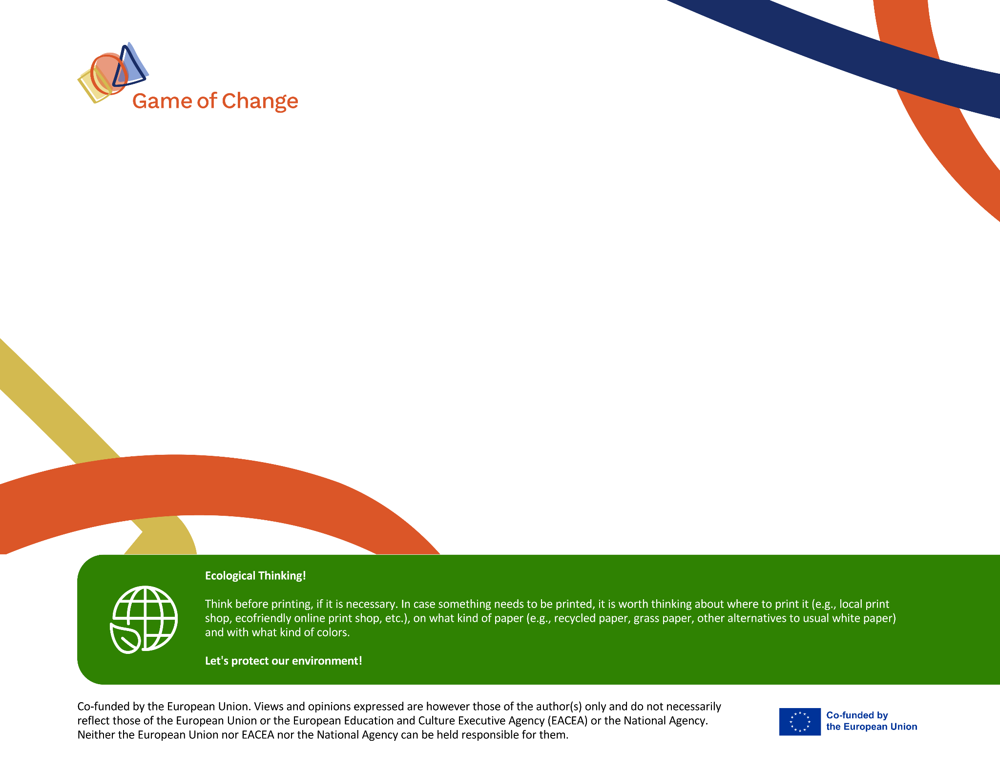 Game of Change
Ecological Thinking!
Think before printing, if it is necessary. In case something needs to be printed, it is worth thinking about where to print it (e.g., local print
shop, ecofriendly online print shop, etc.), on what kind of paper (e.g., recycled paper, grass paper, other alternatives to usual white paper)
and with what kind of colors.
Let's protect our environment!
Co-funded by the European Union. Views and opinions expressed are however those of the author(s) only and do not necessarily
reflect those of the European Union or the European Education and Culture Executive Agency (EACEA) or the National Agency.
Neither the European Union nor EACEA nor the National Agency can be held responsible for them.
Co-funded by
the European Union